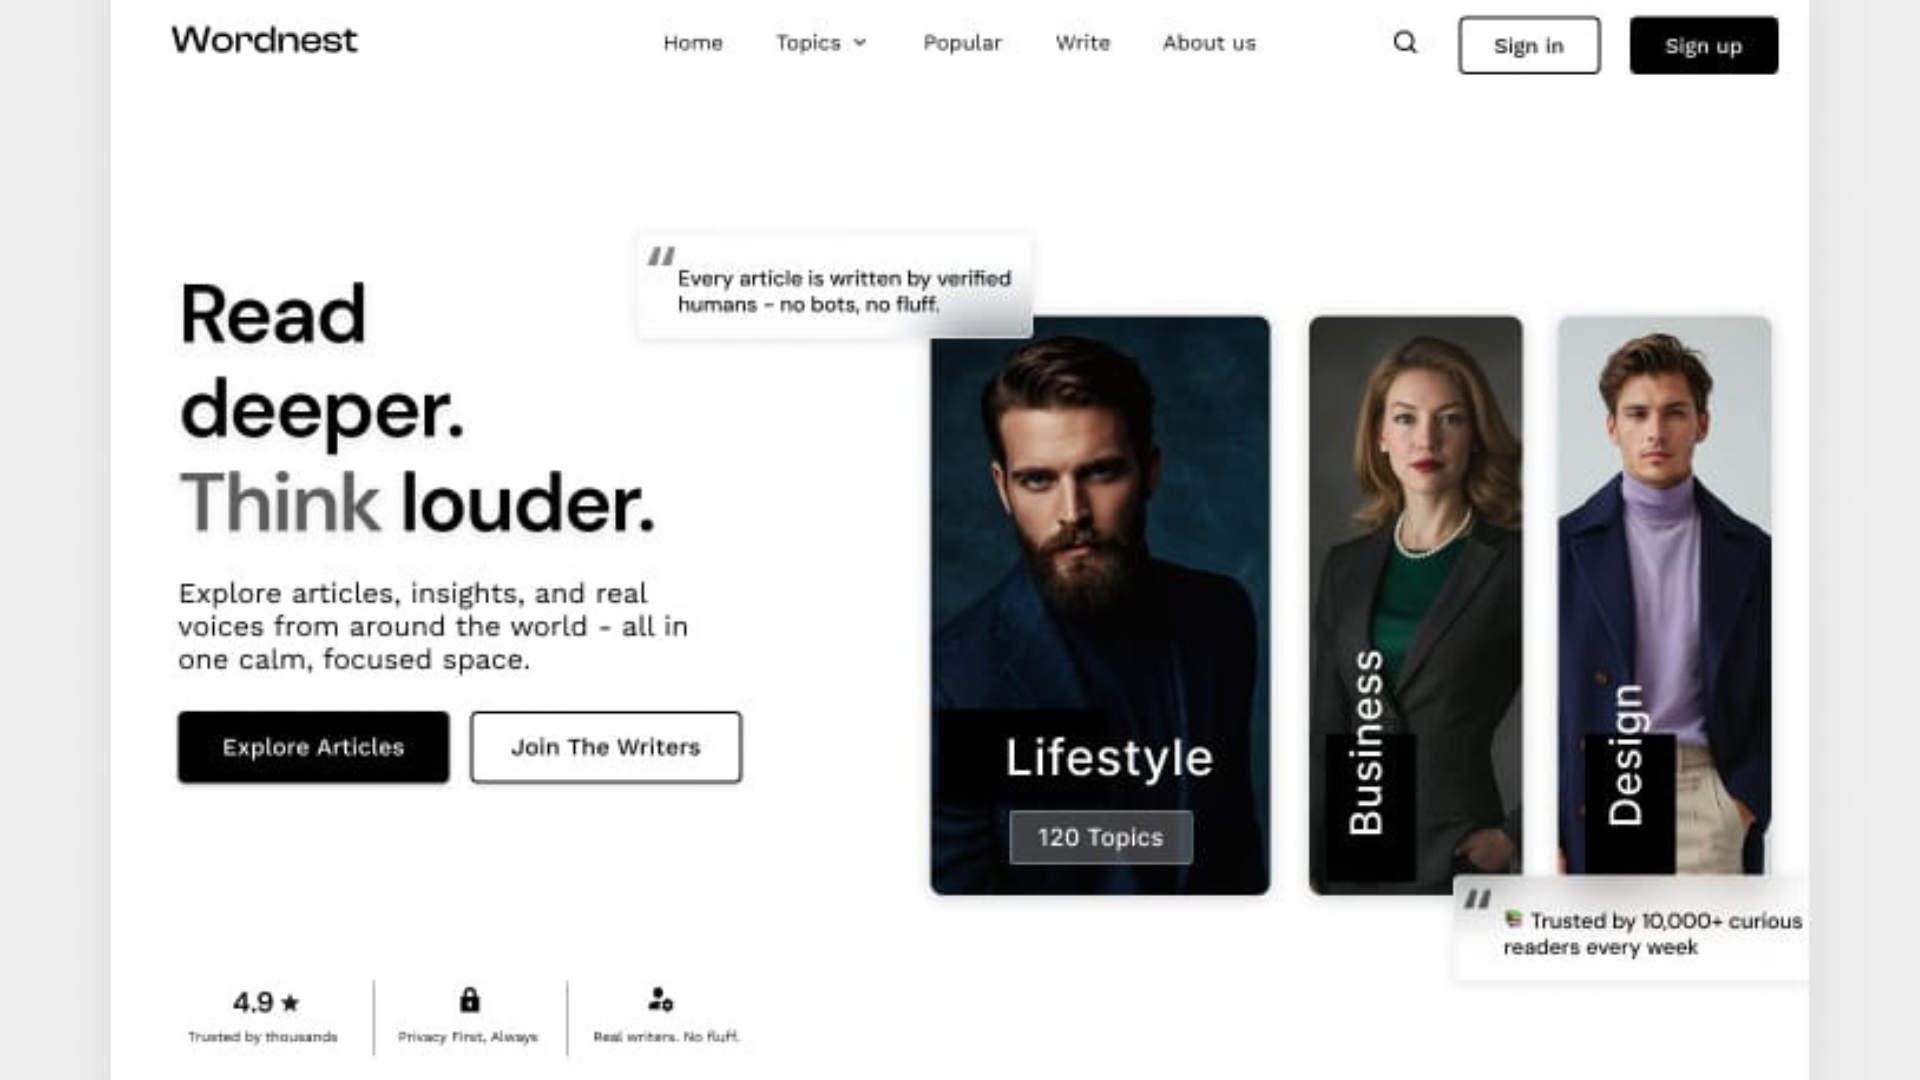 Wordnest
Home
Topics
Popular
Write
About us
Sign in
Sign up
"
Every article is written by verified
humans - no bots, no fluff.
Read
deeper.
Think louder.
Explore articles, insights, and real
voices from around the world - all in
one calm, focused space.
Explore Articles
Join The Writers
Lifestyle
120 Topics
Business
Design
"
📚 Trusted by 10,000+ curious
readers every week
4.9 ★
Trusted by thousands
Privacy First, Always
Real writers. No fluff.